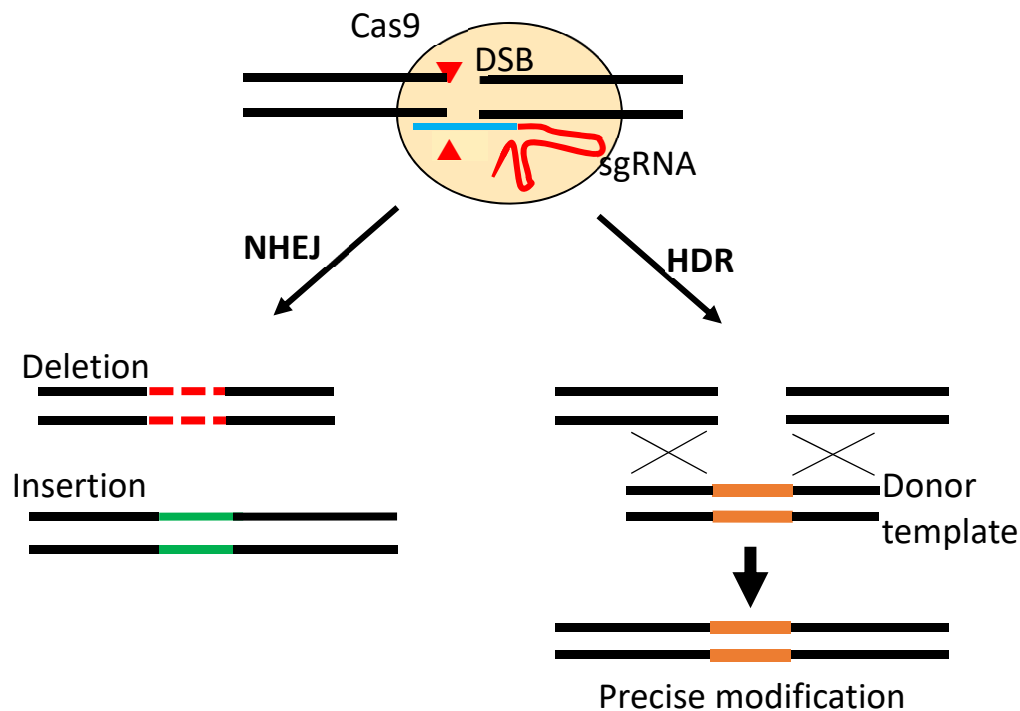 Cas9
DSB
sgRNA
NHEJ
HDR
Deletion
Insertion
Donor
template
Precise modification